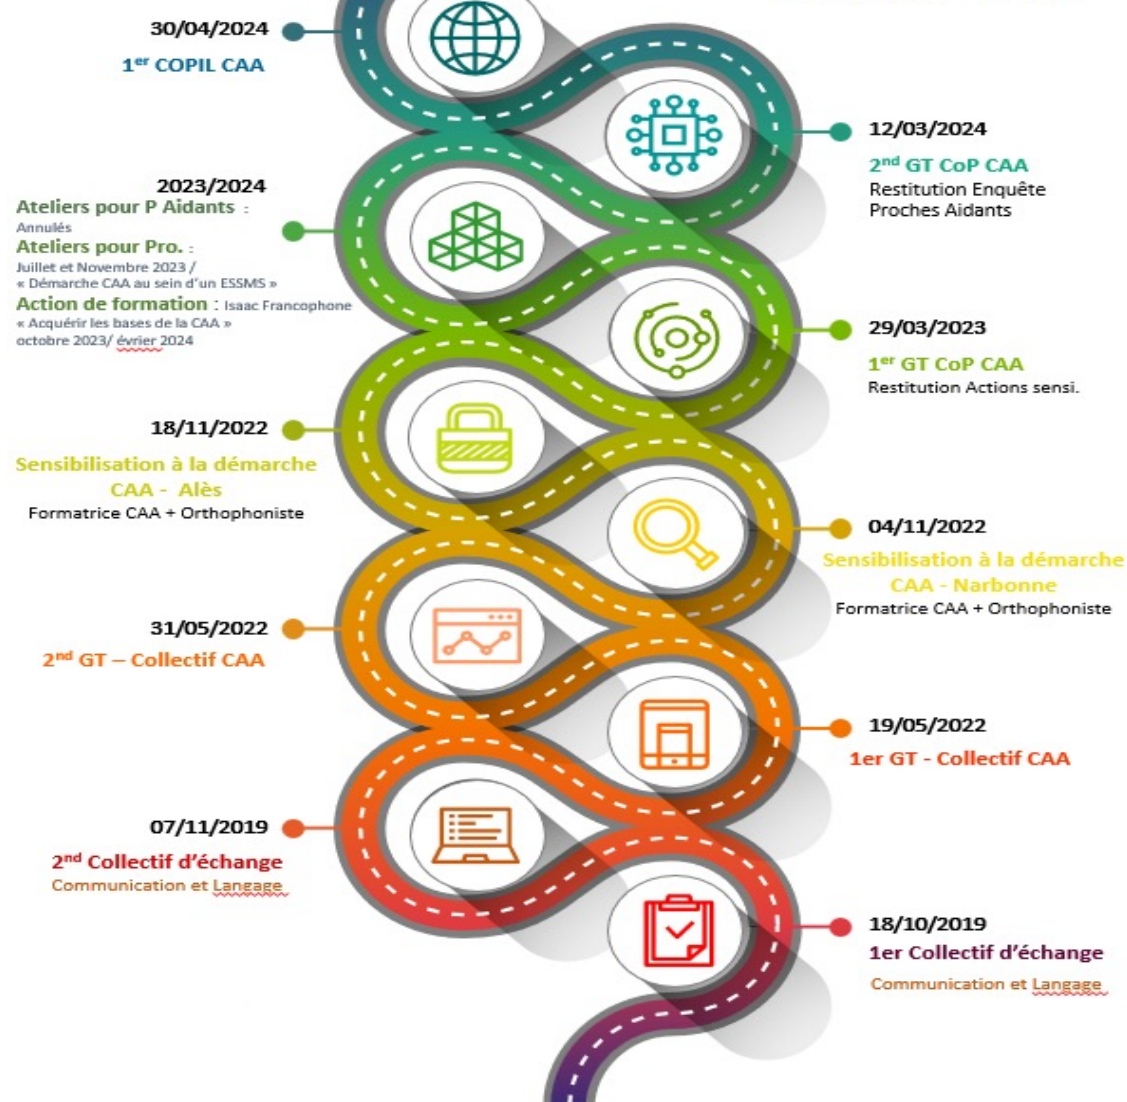 30/04/2024
1er COPIL CAA
12/03/2024
2nd GT CoP CAA
Restitution Enquête
Proches Aidants
2023/2024
Ateliers pour P Aidants :
Annulés
Ateliers pour Pro. :
Juillet et Novembre 2023 /
« Démarche CAA au sein d'un ESSMS »
Action de formation : Isaac Francophone
« Acquérir les bases de la CAA »
octobre 2023/ évrier 2024
29/03/2023
1er GT CoP CAA
Restitution Actions sensi.
18/11/2022
Sensibilisation à la démarche
CAA - Alès
Formatrice CAA + Orthophoniste
04/11/2022
Sensibilisation à la démarche
CAA - Narbonne
Formatrice CAA + Orthophoniste
31/05/2022
2nd GT – Collectif CAA
19/05/2022
1er GT - Collectif CAA
07/11/2019
2nd Collectif d'échange
Communication et Langage
18/10/2019
1er Collectif d'échange
Communication et Langage